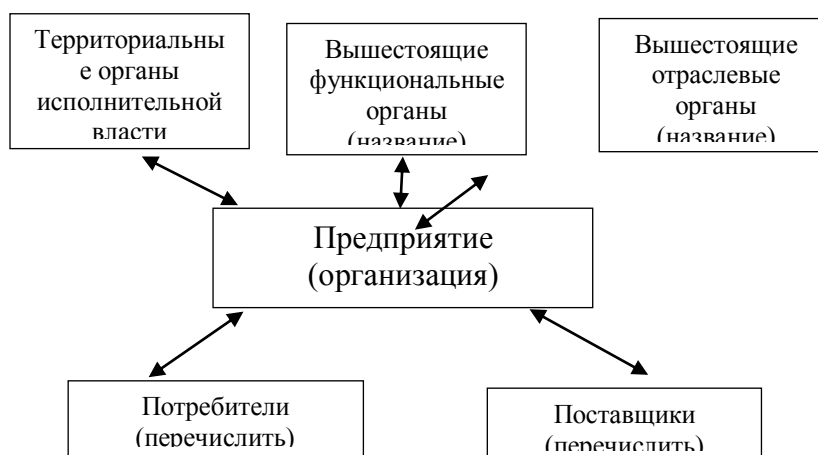 Территориальны
е органы
исполнительной
власти
Вышестоящие
функциональные
органы
(название)
Вышестоящие
отраслевые
органы
(название)
Предприятие
(организация)
Потребители
(перечислить)
Поставщики
(перечислить)